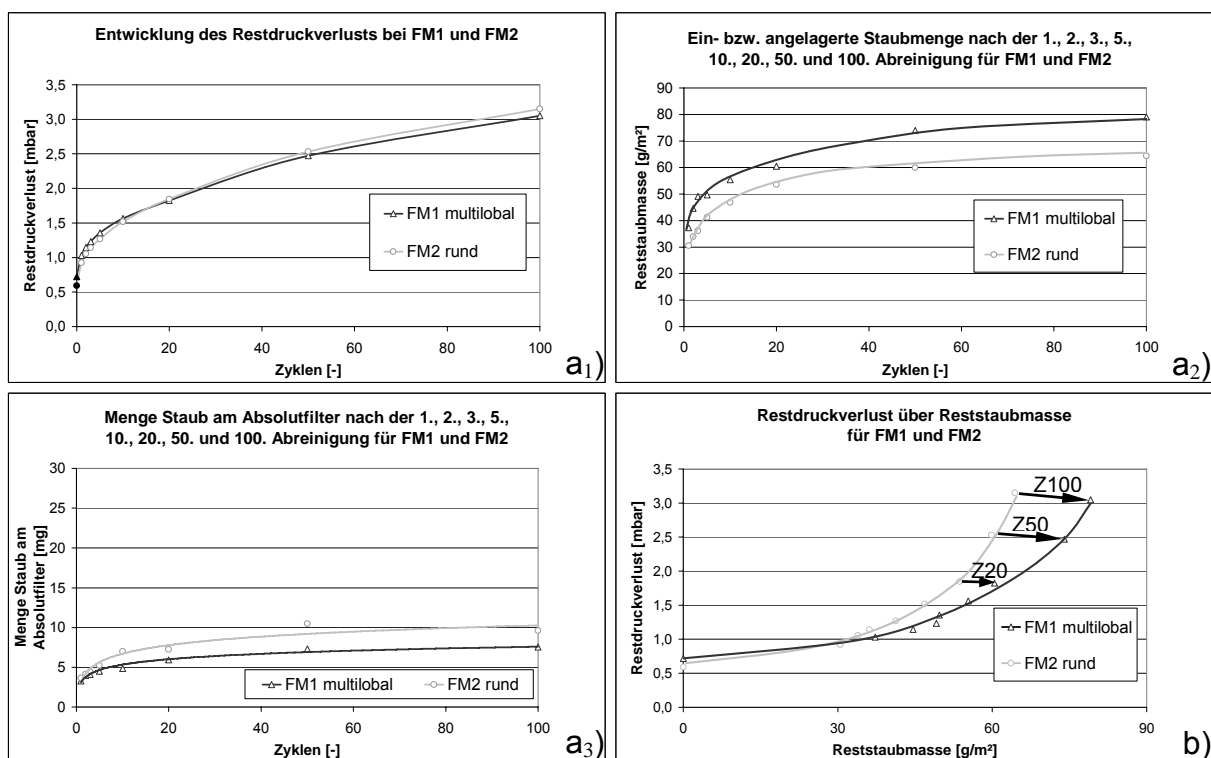 Entwicklung des Restdruckverlusts bei FM1 und FM2
Restdruckverlust [mbar]
3,5
3,0
2,5
2,0
1,5
1,0
0,5
0,0
FM1 multilobal
FM2 rund
0 20 40 60 80 100
Zyklen [-]
a1)
Ein- bzw. angelagerte Staubmenge nach der 1., 2., 3., 5.,
10., 20., 50. und 100. Abreinigung für FM1 und FM2
Reststaubmasse [g/m²]
90
80
70
60
50
40
30
20
10
0
FM1 multilobal
FM2 rund
0 20 40 60 80 100
Zyklen [-]
a2)
Menge Staub am Absolutfilter nach der 1., 2., 3., 5.,
10., 20., 50. und 100. Abreinigung für FM1 und FM2
Menge Staub am
Absolutfilter [mg]
30
25
20
15
10
5
0
FM1 multilobal FM2 rund
0 20 40 60 80 100
Zyklen [-]
a3)
Restdruckverlust über Reststaubmasse
für FM1 und FM2
Restdruckverlust [mbar]
3,5
3,0
2,5
2,0
1,5
1,0
0,5
0,0
Z100
Z50
Z20
FM1 multilobal
FM2 rund
0 30 60 90
Reststaubmasse [g/m²]
b)